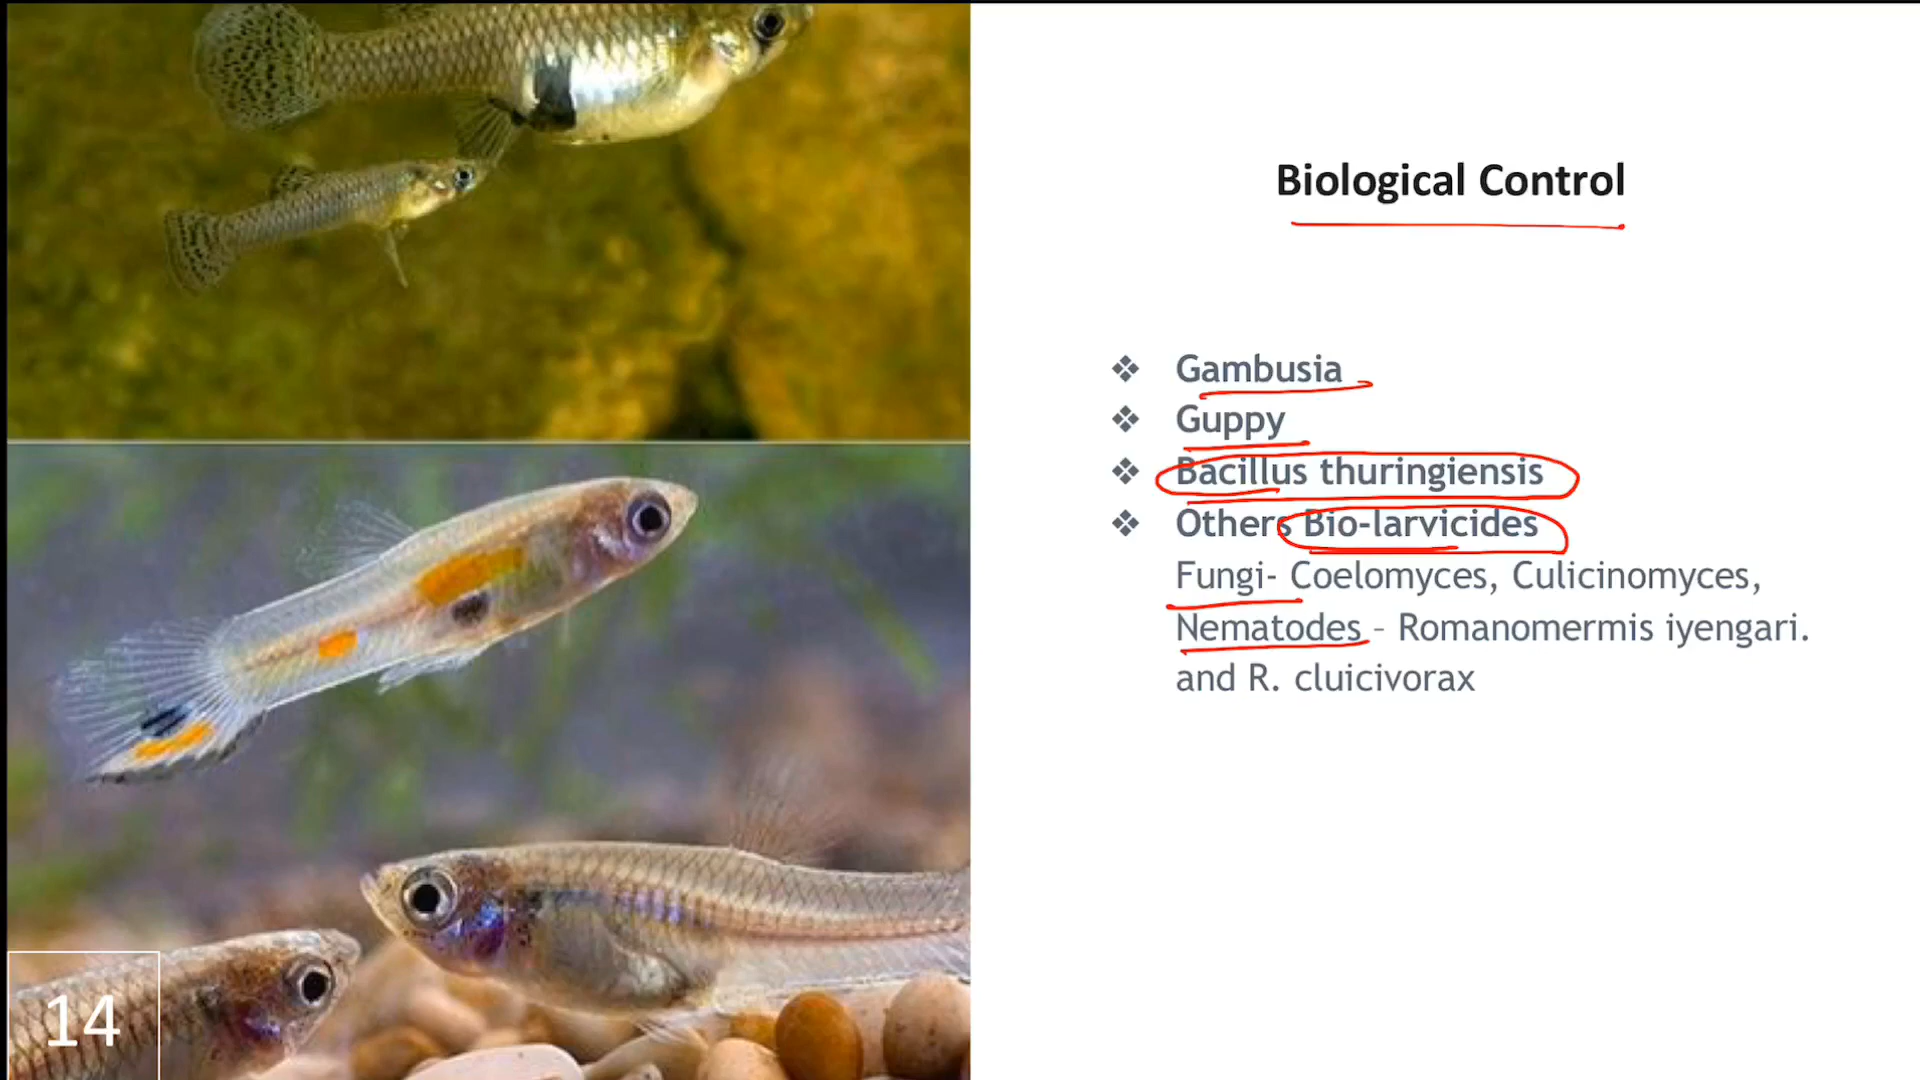 Biological Control
❖ Gambusia
❖ Guppy
❖ Bacillus thuringiensis
❖ Others Bio-larvicides
Fungi- Coelomyces, Culicinomyces,
Nematodes – Romanomermis iyengari.
and R. cluicivorax
14